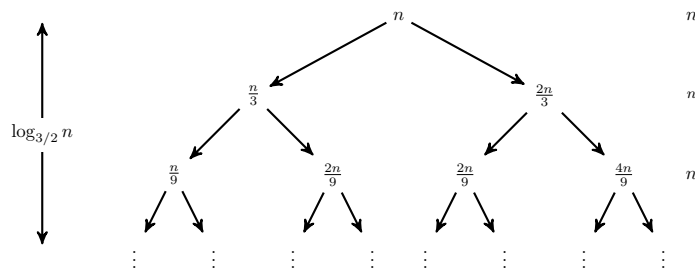 n n
n/3 2n/3 n
log_{3/2} n
n/9 2n/9 2n/9 4n/9 n
⋮ ⋮ ⋮ ⋮ ⋮ ⋮ ⋮ ⋮